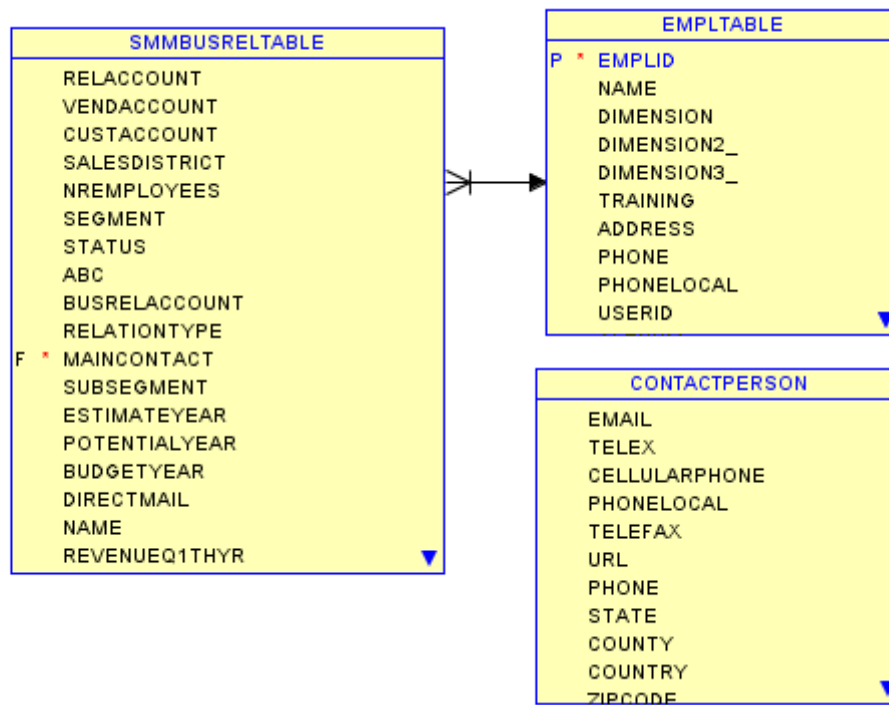 SMMBUSRELTABLE
RELACCOUNT
VENDACCOUNT
CUSTACCOUNT
SALESDISTRICT
NREMPLOYEES
SEGMENT
STATUS
ABC
BUSRELACCOUNT
RELATIONTYPE
F * MAINCONTACT
SUBSEGMENT
ESTIMATEYEAR
POTENTIALYEAR
BUDGETYEAR
DIRECTMAIL
NAME
REVENUEQ1THYR
EMPLTABLE
P * EMPLID
NAME
DIMENSION
DIMENSION2_
DIMENSION3_
TRAINING
ADDRESS
PHONE
PHONELOCAL
USERID
CONTACTPERSON
EMAIL
TELEX
CELLULARPHONE
PHONELOCAL
TELEFAX
URL
PHONE
STATE
COUNTY
COUNTRY
ZIPCODE